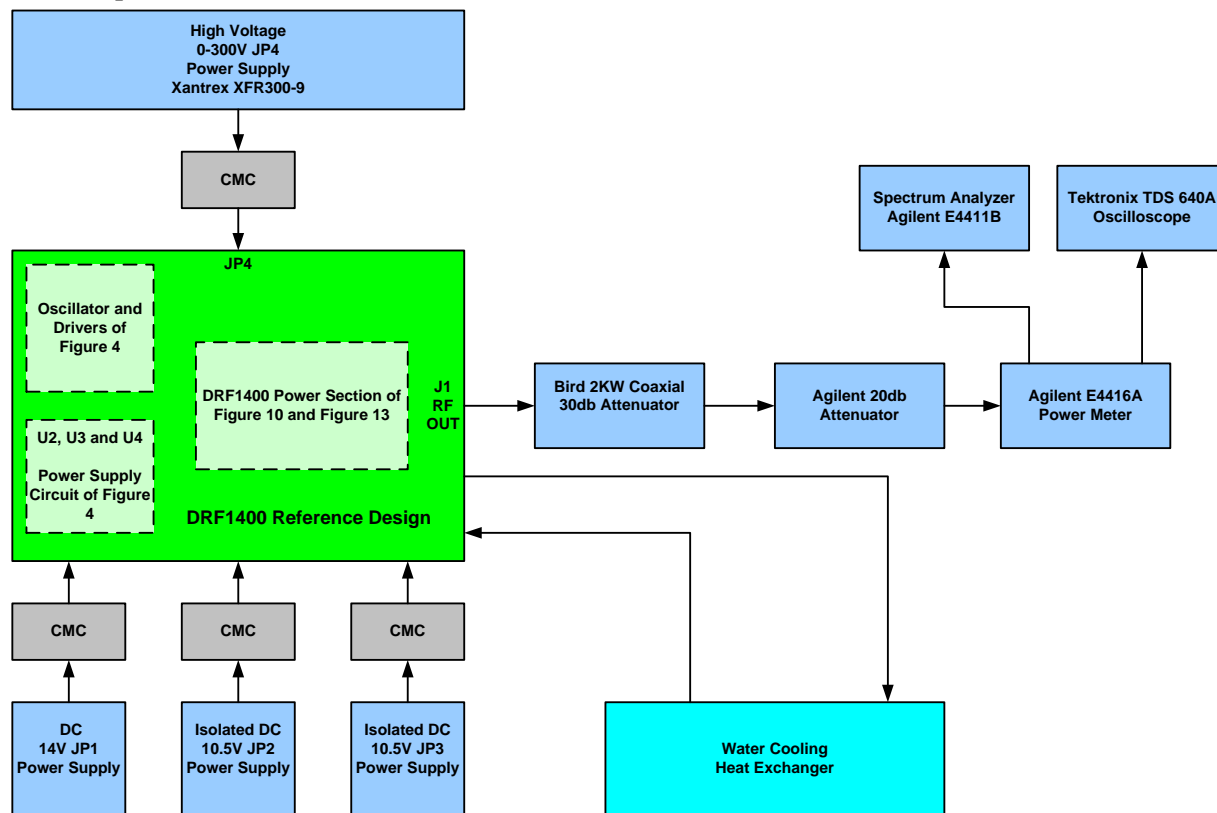 High Voltage
0-300V JP4
Power Supply
Xantrex XFR300-9
CMC
Spectrum Analyzer
Agilent E4411B
Tektronix TDS 640A
Oscilloscope
JP4
Oscillator and
Drivers of
Figure 4
DRF1400 Power Section of
Figure 10 and Figure 13
J1
RF
OUT
Bird 2KW Coaxial
30db Attenuator
Agilent 20db
Attenuator
Agilent E4416A
Power Meter
U2, U3 and U4
Power Supply
Circuit of Figure
4
DRF1400 Reference Design
CMC
CMC
CMC
DC
14V JP1
Power Supply
Isolated DC
10.5V JP2
Power Supply
Isolated DC
10.5V JP3
Power Supply
Water Cooling
Heat Exchanger